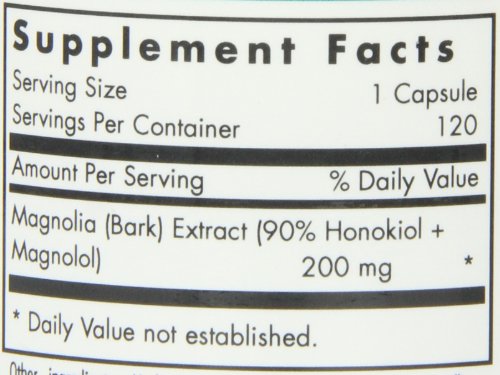 Supplement Facts
Serving Size 1 Capsule
Servings Per Container 120
Amount Per Serving % Daily Value
Magnolia (Bark) Extract (90% Honokiol +
Magnolol) 200 mg *
* Daily Value not established.
Other